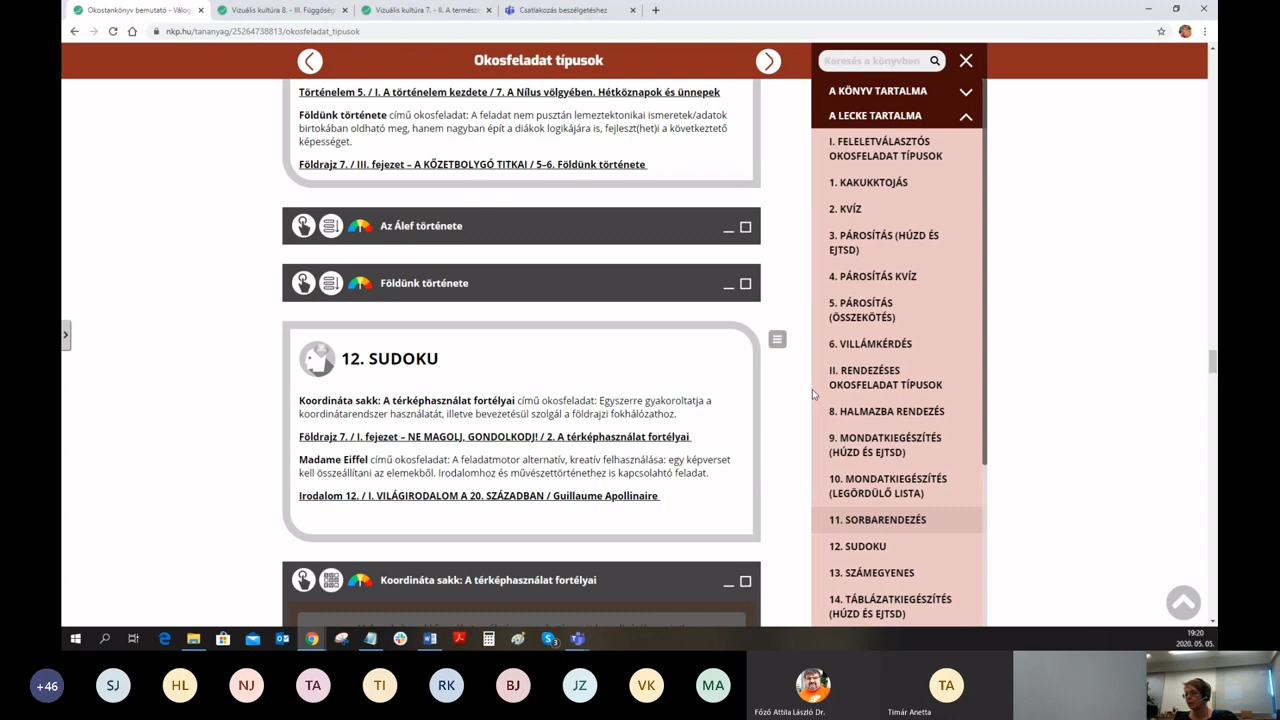 Okostankönyv bemutató - Válog
Vizuális kultúra 8. - III. Függőség
Vizuális kultúra 7. - II. A természe
Csatlakozás beszélgetéshez
nkp.hu/tananyag/25264738813/okosfeladat_tipusok
Okosfeladat típusok
Keresés a könyvben
Történelem 5. / I. A történelem kezdete / 7. A Nílus völgyében. Hétköznapok és ünnepek
Földünk története című okosfeladat: A feladat nem pusztán lemeztektonikai ismeretek/adatok
birtokában oldható meg, hanem nagyban épít a diákok logikájára is, fejleszt(het)i a következtető
képességet.
Földrajz 7. / III. fejezet – A KŐZETBOLYGÓ TITKAI / 5–6. Földünk története
Az Álef története
Földünk története
12. SUDOKU
Koordináta sakk: A térképhasználat fortélyai című okosfeladat: Egyszerre gyakoroltatja a
koordinátarendszer használatát, illetve bevezetésül szolgál a földrajzi fokhálózathoz.
Földrajz 7. / I. fejezet – NE MAGOLJ, GONDOLKODJ! / 2. A térképhasználat fortélyai
Madame Eiffel című okosfeladat: A feladatmotor alternatív, kreatív felhasználása: egy képverset
kell összeállítani az elemekből. Irodalomhoz és művészettörténethez is kapcsolahtó feladat.
Irodalom 12. / I. VILÁGIRODALOM A 20. SZÁZADBAN / Guillaume Apollinaire
Koordináta sakk: A térképhasználat fortélyai
A KÖNYV TARTALMA
A LECKE TARTALMA
I. FELELETVÁLASZTÓS
OKOSFELADAT TÍPUSOK
1. KAKUKKTOJÁS
2. KVÍZ
3. PÁROSÍTÁS (HÚZD ÉS
EJTSD)
4. PÁROSÍTÁS KVÍZ
5. PÁROSÍTÁS
(ÖSSZEKÖTÉS)
6. VILLÁMKÉRDÉS
II. RENDEZÉSES
OKOSFELADAT TÍPUSOK
8. HALMAZBA RENDEZÉS
9. MONDATKIEGÉSZÍTÉS
(HÚZD ÉS EJTSD)
10. MONDATKIEGÉSZÍTÉS
(LEGÖRDÜLŐ LISTA)
11. SORBARENDEZÉS
12. SUDOKU
13. SZÁMEGYENES
14. TÁBLÁZATKIEGÉSZÍTÉS
(HÚZD ÉS EJTSD)
3
19:20
2020. 05. 05.
+46
SJ
HL
NJ
TA
TI
RK
BJ
JZ
VK
MA
TA
Főző Attila László Dr.
Tímár Anetta